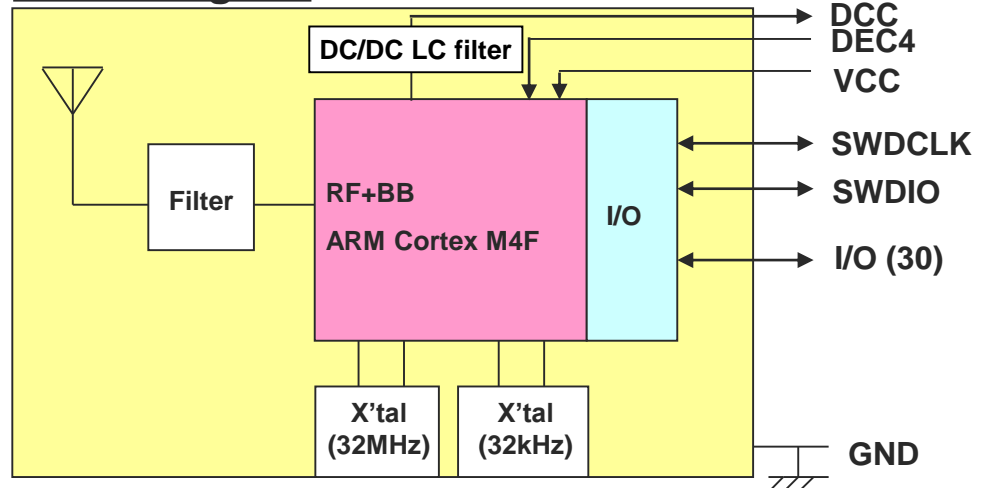 DCC
DC/DC LC filter
DEC4
VCC
SWDCLK
Filter
RF+BB
ARM Cortex M4F
I/O
SWDIO
I/O (30)
X'tal
(32MHz)
X'tal
(32kHz)
GND